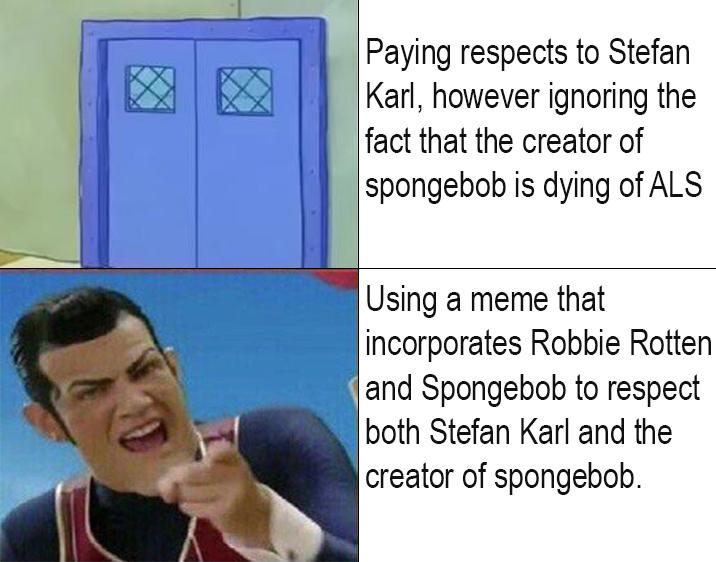 Paying respects to Stefan
Karl, however ignoring the
fact that the creator of
spongebob is dying of ALS
Using a meme that
incorporates Robbie Rotten
and Spongebob to respect
both Stefan Karl and the
creator of spongebob.